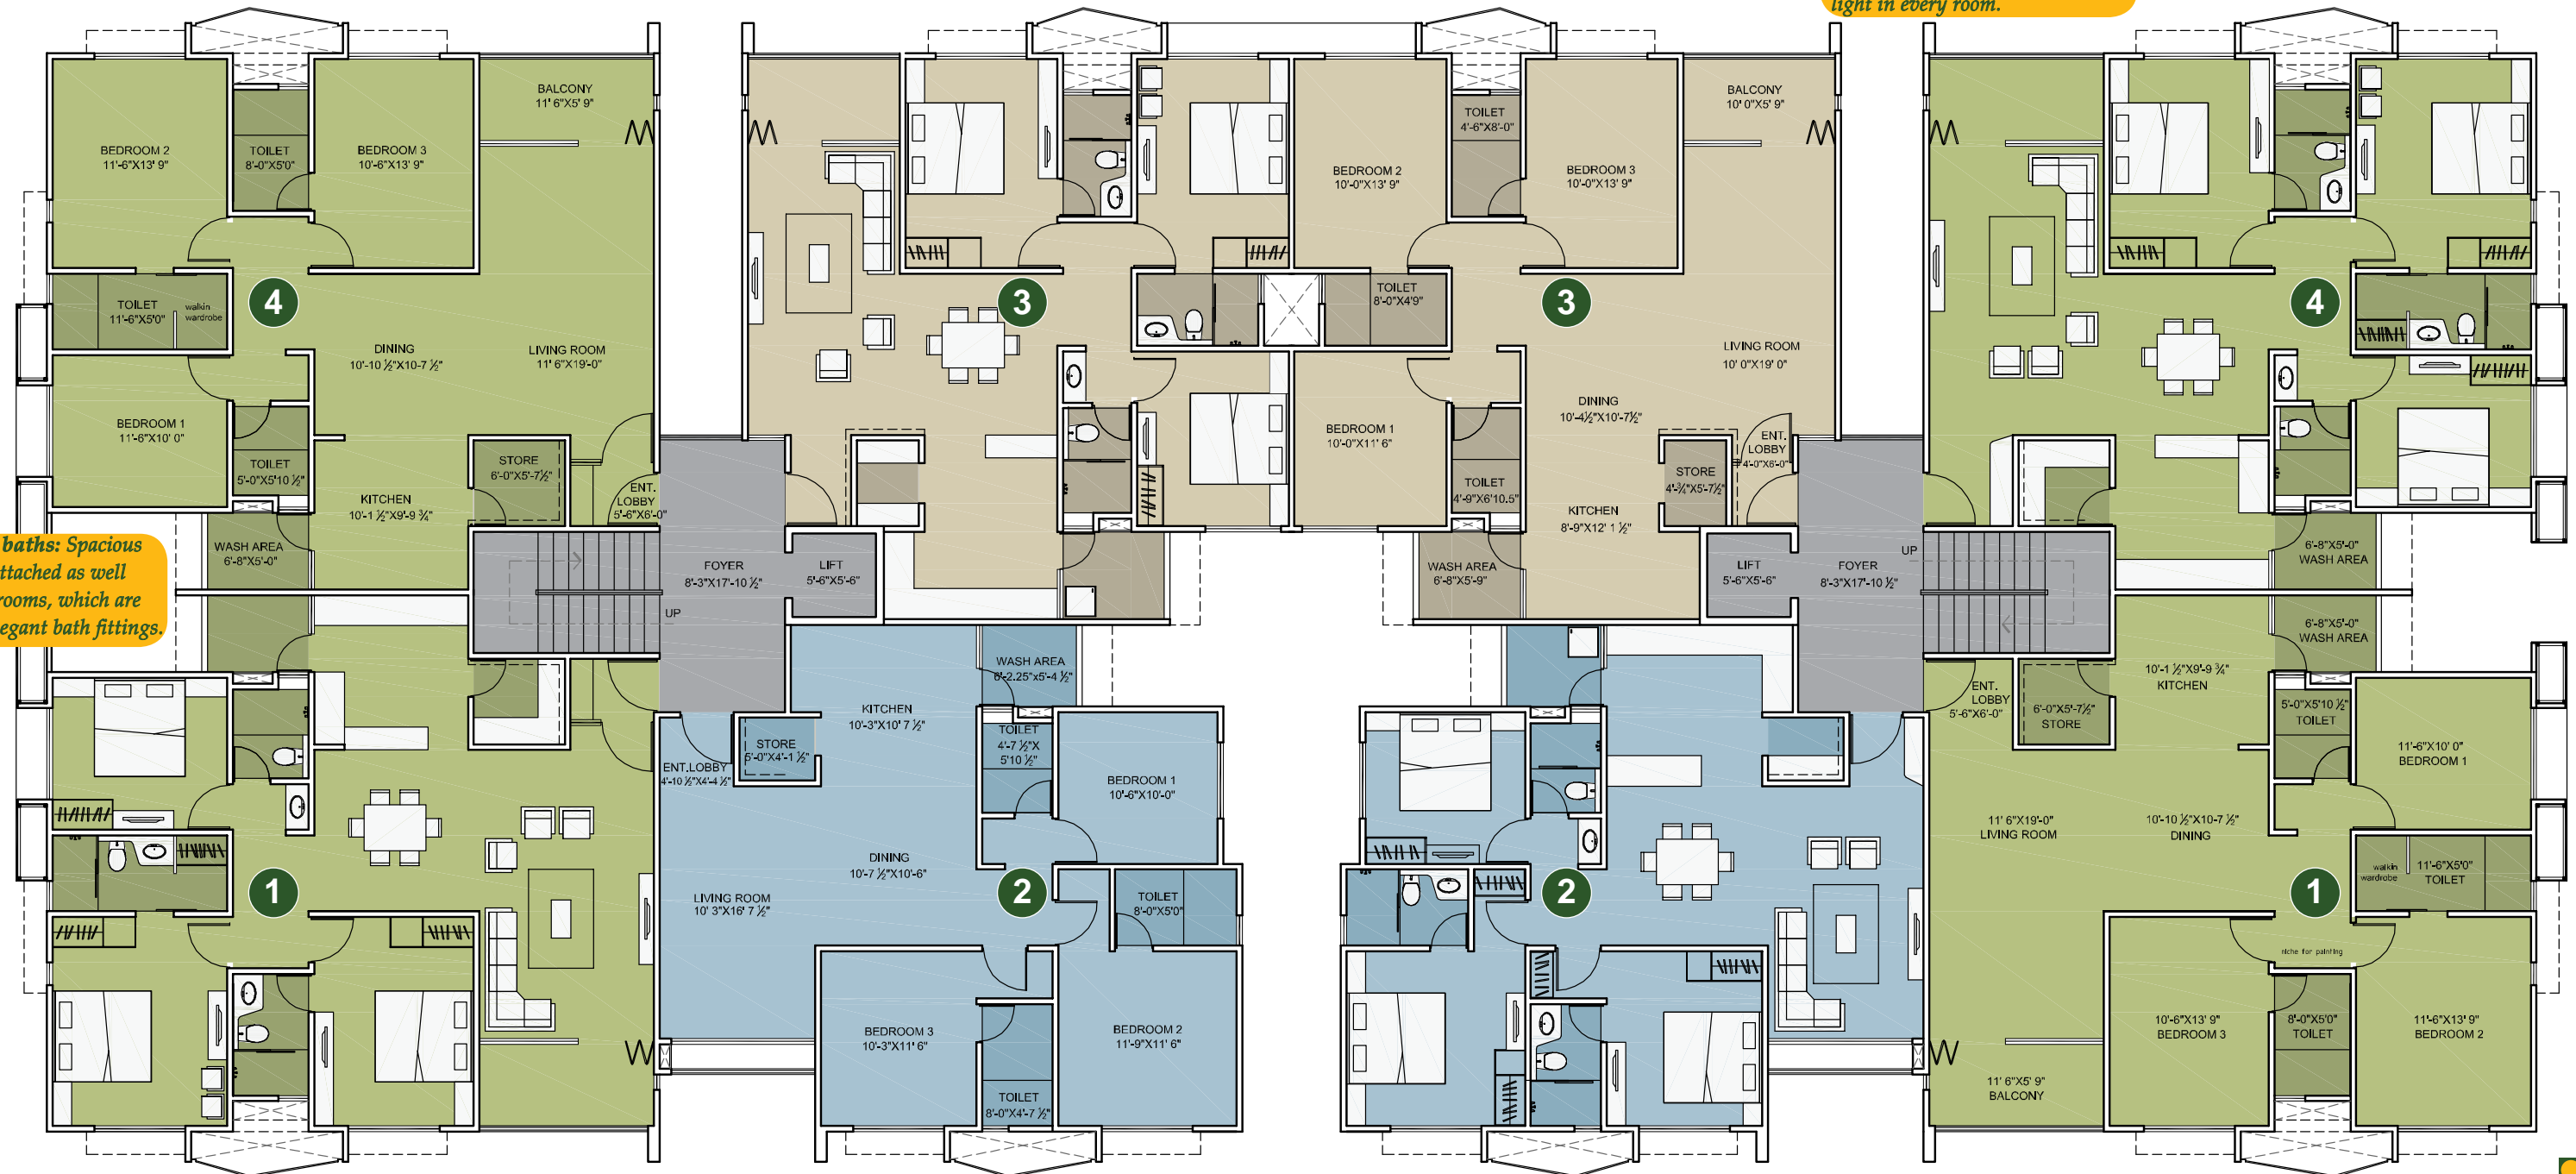 light in every room.
BALCONY
11' 6"X5' 9"
BEDROOM 2
11'-6"X13' 9"
TOILET
8'-0"X5'0"
BEDROOM 3
10'-6"X13' 9"
TOILET
11'-6"X5'0"
walkin
wardrobe
4
DINING
10'-10 ½"X10'-7 ½"
LIVING ROOM
11' 6"X19'-0"
BEDROOM 1
11'-6"X10' 0"
TOILET
5'-0"X5'10 ½"
STORE
6'-0"X5'-7½"
ENT.
LOBBY
5'-6"X6'-0"
KITCHEN
10'-1 ½"X9'-9 ¾"
WASH AREA
6'-8"X5'-0"
baths: Spacious
ttached as well
rooms, which are
egant bath fittings.
FOYER
8'-3"X17'-10 ½"
LIFT
5'-6"X5'-6"
UP
3
TOILET
4'-6"X8'-0"
BALCONY
10' 0"X5' 9"
BEDROOM 2
10'-0"X13' 9"
BEDROOM 3
10'-0"X13' 9"
TOILET
8'-0"X4'9"
3
LIVING ROOM
10' 0"X19' 0"
DINING
10'-4½"X10'-7½"
BEDROOM 1
10'-0"X11' 6"
ENT.
LOBBY
4'-0"X6'-0"
STORE
4'-¾"X5'-7½"
TOILET
4'-9"X6'10.5"
KITCHEN
8'-9"X12' 1 ½"
WASH AREA
6'-8"X5'-9"
LIFT
5'-6"X5'-6"
FOYER
8'-3"X17'-10 ½"
UP
4
6'-8"X5'-0"
WASH AREA
6'-8"X5'-0"
WASH AREA
1
WASH AREA
6'-2.25"x5'-4 ½"
KITCHEN
10'-3"X10' 7 ½"
STORE
5'-0"X4'-1 ½"
ENT.LOBBY
4'-10 ½"X4'-4 ½"
TOILET
4'-7 ½"X
5'10 ½"
BEDROOM 1
10'-6"X10'-0"
DINING
10'-7 ½"X10'-6"
LIVING ROOM
10' 3"X16' 7 ½"
2
TOILET
8'-0"X5'0"
BEDROOM 3
10'-3"X11' 6"
BEDROOM 2
11'-9"X11' 6"
TOILET
8'-0"X4'-7 ½"
2
10'-1 ½"X9'-9 ¾"
KITCHEN
ENT.
LOBBY
5'-6"X6'-0"
6'-0"X5'-7½"
STORE
5'-0"X5'10 ½"
TOILET
11'-6"X10' 0"
BEDROOM 1
11' 6"X19'-0"
LIVING ROOM
10'-10 ½"X10'-7 ½"
DINING
walkin
wardrobe
11'-6"X5'0"
TOILET
1
niche for painting
10'-6"X13' 9"
BEDROOM 3
8'-0"X5'0"
TOILET
11'-6"X13' 9"
BEDROOM 2
11' 6"X5' 9"
BALCONY